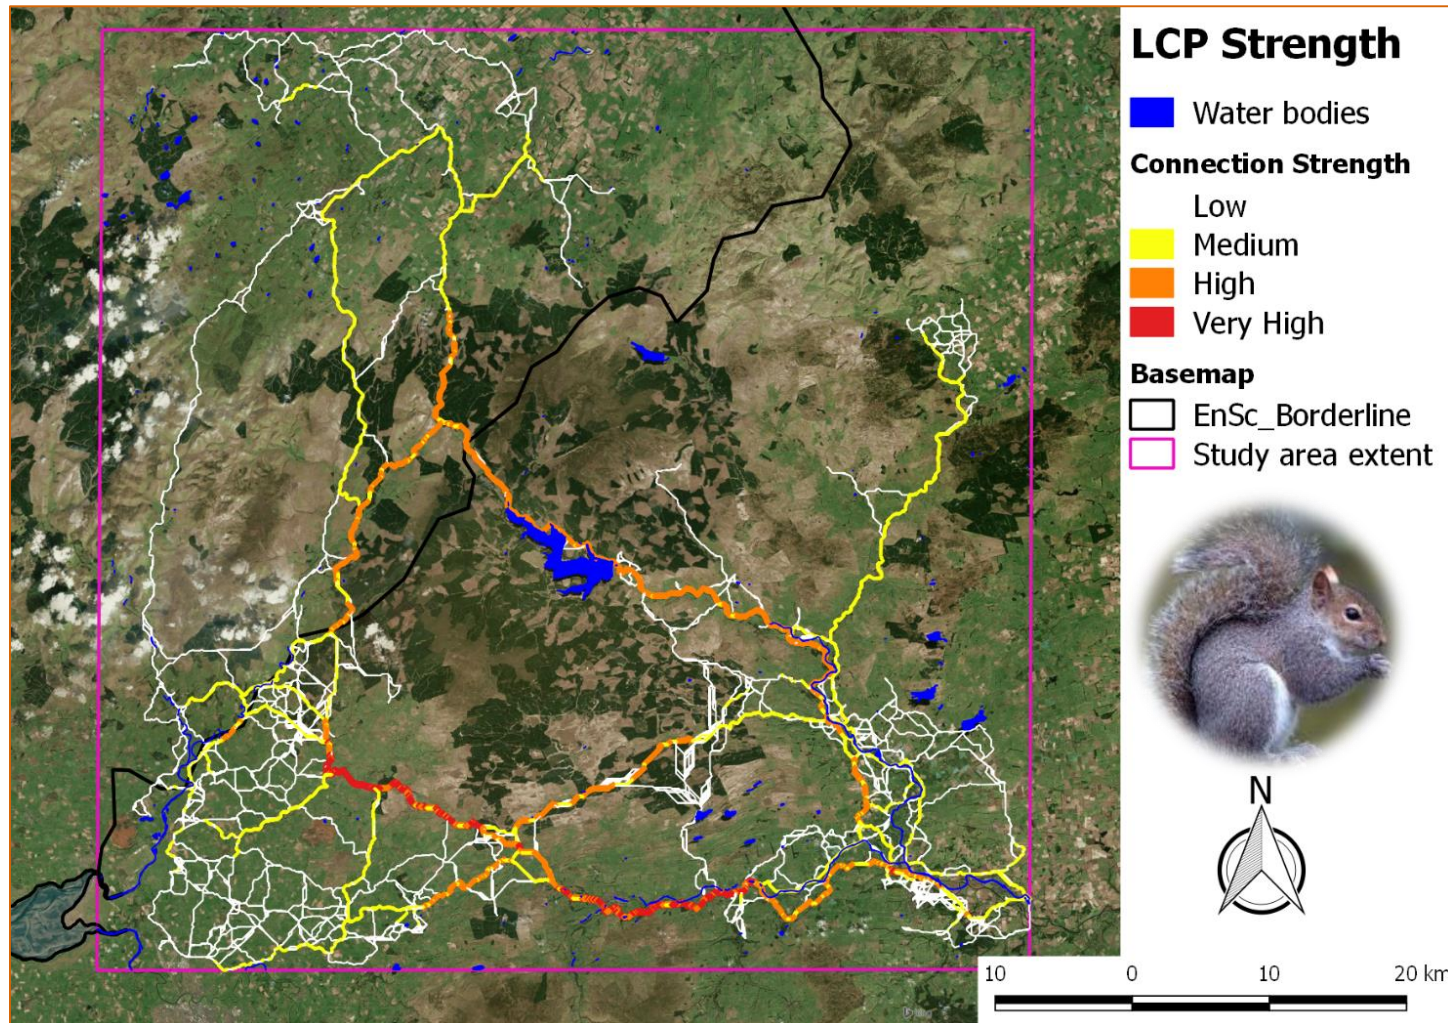 LCP Strength
Water bodies
Connection Strength
Low
Medium
High
Very High
Basemap
EnSc_Borderline
Study area extent
N
10 0 10 20 km